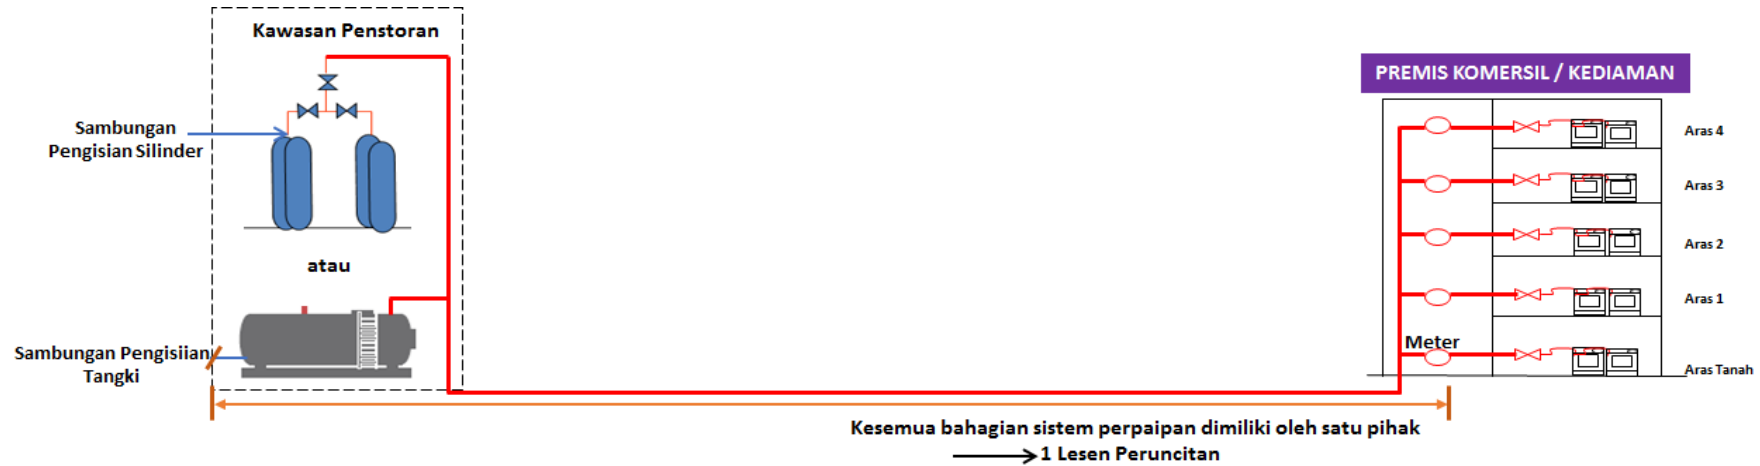 Kawasan Penstoran
Sambungan
Pengisian Silinder
atau
Sambungan Pengisiian
Tangki
PREMIS KOMERSIL / KEDIAMAN
Aras 4
Aras 3
Aras 2
Aras 1
Meter
Aras Tanah
Kesemua bahagian sistem perpaipan dimiliki oleh satu pihak
1 Lesen Peruncitan